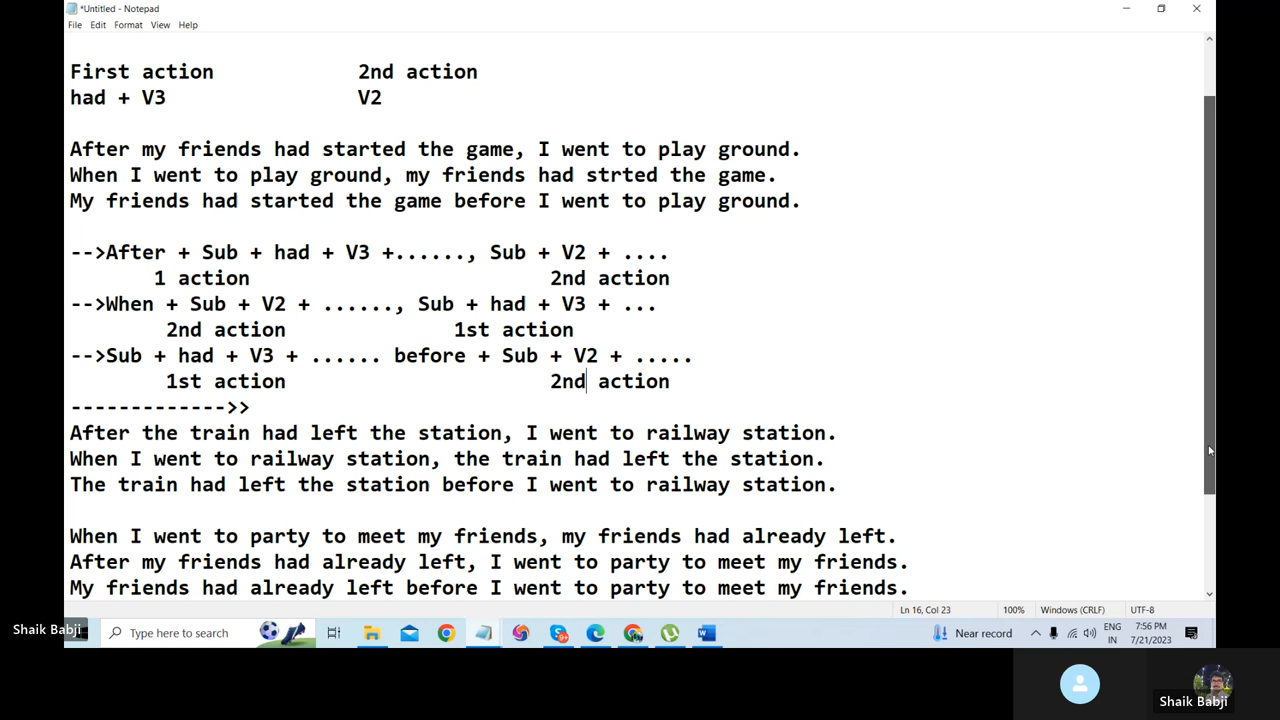 *Untitled - Notepad
File Edit Format View Help
First action 2nd action
had + V3 V2
After my friends had started the game, I went to play ground.
When I went to play ground, my friends had strted the game.
My friends had started the game before I went to play ground.
-->After + Sub + had + V3 +......, Sub + V2 + ....
1 action 2nd action
-->When + Sub + V2 + ......, Sub + had + V3 + ...
2nd action 1st action
-->Sub + had + V3 + ...... before + Sub + V2 + .....
1st action 2nd action
------------->>
After the train had left the station, I went to railway station.
When I went to railway station, the train had left the station.
The train had left the station before I went to railway station.
When I went to party to meet my friends, my friends had already left.
After my friends had already left, I went to party to meet my friends.
My friends had already left before I went to party to meet my friends.
Ln 16, Col 23 100% Windows (CRLF) UTF-8
Shaik Babji
Type here to search
Near record
ENG
IN
7:56 PM
7/21/2023
Shaik Babji